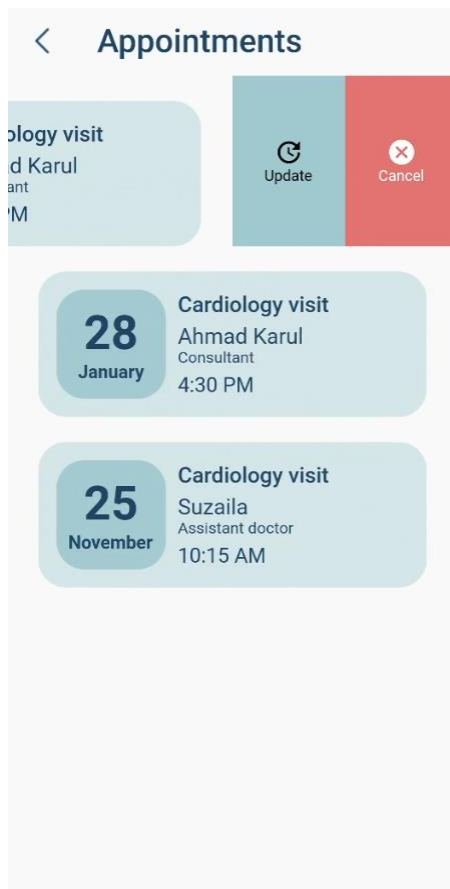 Appointments
ology visit
d Karul
ant
PM
Update
Cancel
28
January
Cardiology visit
Ahmad Karul
Consultant
4:30 PM
25
November
Cardiology visit
Suzaila
Assistant doctor
10:15 AM